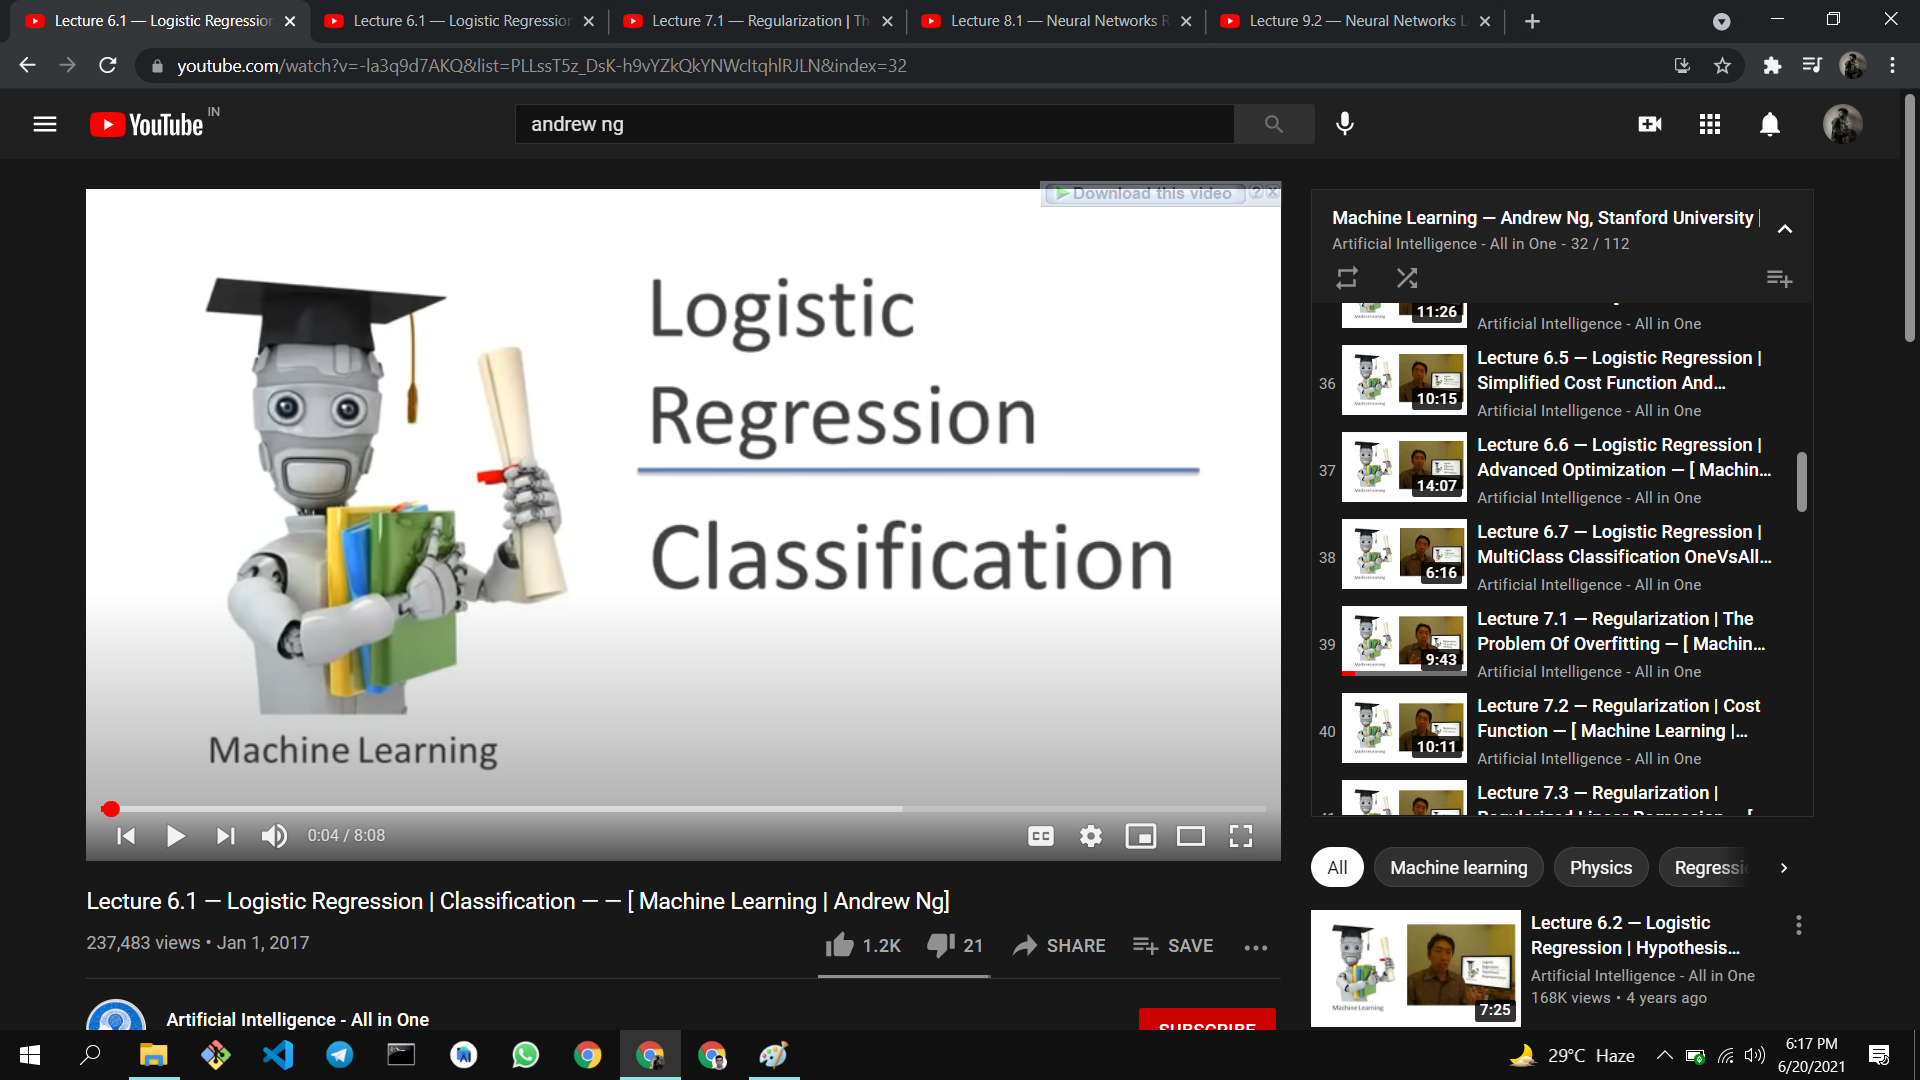 Lecture 6.1 — Logistic Regression
Lecture 6.1 — Logistic Regression
Lecture 7.1 — Regularization | Th
Lecture 8.1 — Neural Networks R
Lecture 9.2 — Neural Networks L
youtube.com/watch?v=-la3q9d7AKQ&list=PLLssT5z_DsK-h9vYZkQkYNWcItqhlRJLN&index=32
YouTube IN
andrew ng
Download this video
Logistic
Regression
Classification
Machine Learning
0:04 / 8:08
CC
Lecture 6.1 — Logistic Regression | Classification — — [ Machine Learning | Andrew Ng]
237,483 views • Jan 1, 2017
1.2K
21
SHARE
SAVE
Artificial Intelligence - All in One
SUBSCRIBE
Machine Learning — Andrew Ng, Stanford University |
Artificial Intelligence - All in One - 32 / 112
11:26
Artificial Intelligence - All in One
36
10:15
Lecture 6.5 — Logistic Regression |
Simplified Cost Function And...
Artificial Intelligence - All in One
37
14:07
Lecture 6.6 — Logistic Regression |
Advanced Optimization — [ Machin...
Artificial Intelligence - All in One
38
6:16
Lecture 6.7 — Logistic Regression |
MultiClass Classification OneVsAll...
Artificial Intelligence - All in One
39
9:43
Lecture 7.1 — Regularization | The
Problem Of Overfitting — [ Machin...
Artificial Intelligence - All in One
40
10:11
Lecture 7.2 — Regularization | Cost
Function — [ Machine Learning |...
Artificial Intelligence - All in One
Lecture 7.3 — Regularization |
Regularized Linear Regression — [
All
Machine learning
Physics
Regressi
Machine Learning
7:25
Lecture 6.2 — Logistic
Regression | Hypothesis...
Artificial Intelligence - All in One
168K views • 4 years ago
29°C Haze
6:17 PM
6/20/2021